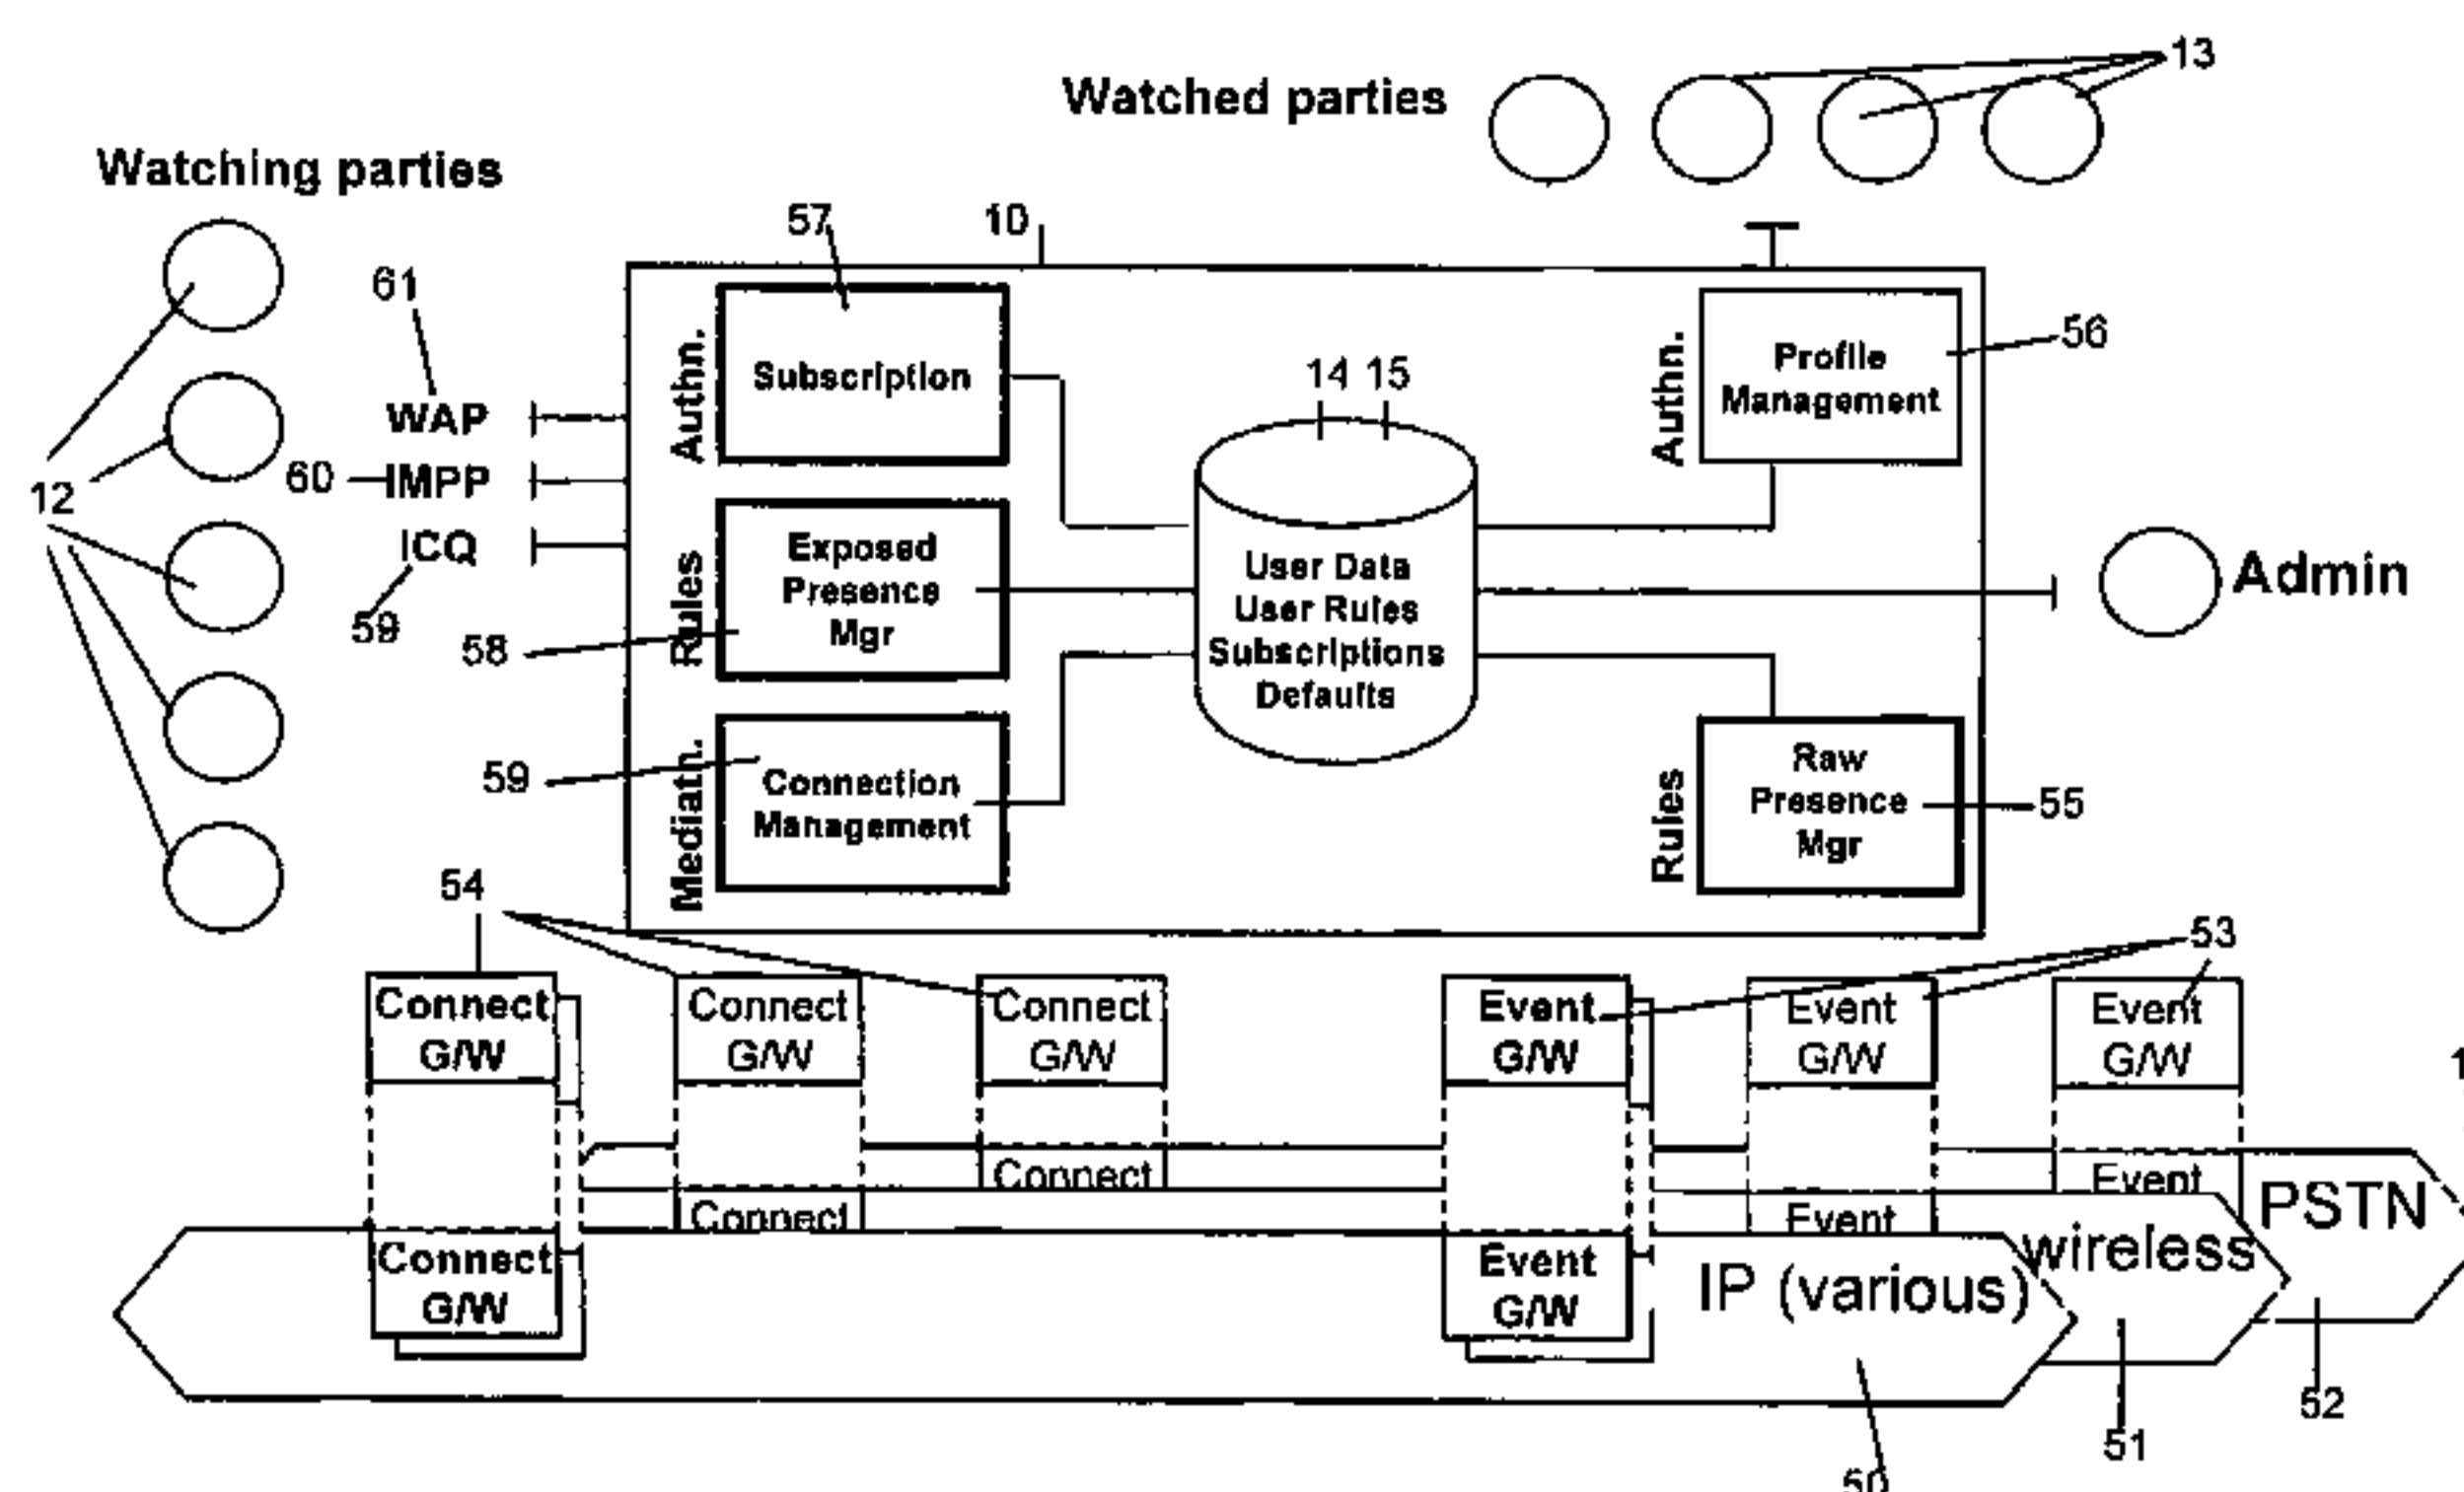 13
Watched parties
Watching parties
57
10
61
56
Authn.
Subscription
Authn.
Profile
Management
14 15
WAP
60
IMPP
12
ICQ
59
58
Rules
Exposed
Presence
Mgr
User Data
User Rules
Subscriptions
Defaults
Admin
59
Mediatn.
Connection
Management
Rules
Raw
Presence
Mgr
55
54
53
Connect
G/W
Connect
G/W
Connect
G/W
Event
G/W
Event
G/W
Event
G/W
Connect
Event
PSTN
Connect
Event
wireless
Connect
G/W
Event
G/W
IP (various)
52
51
50